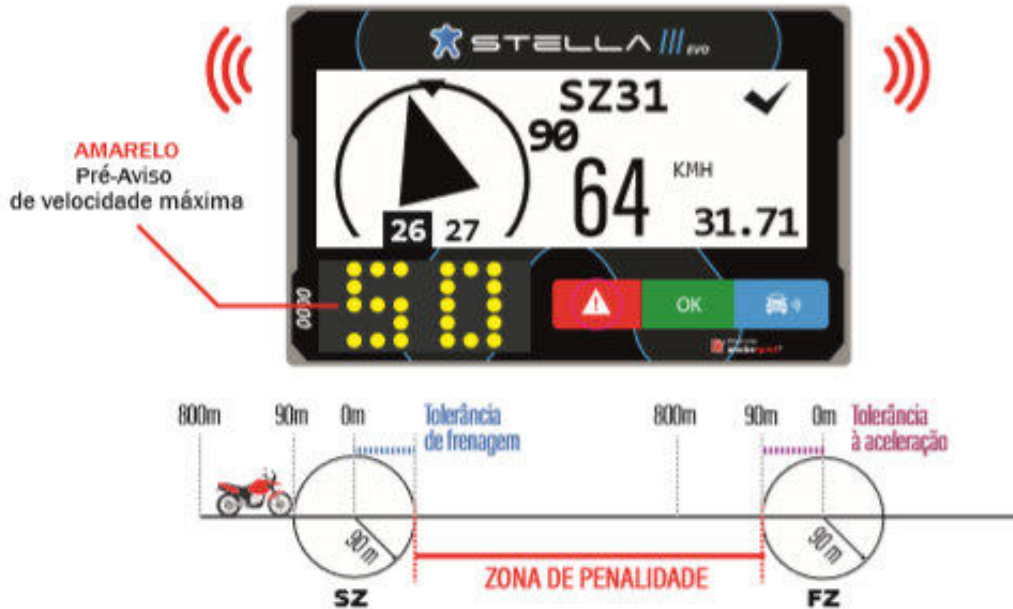 STELLA III EVO
SZ31
90
AMARELO
Pré-Aviso
de velocidade máxima
64 KMH
31.71
26 27
50
OK
800m 90m 0m Tolerância de frenagem 800m 90m 0m Tolerância à aceleração
90 m 90 m
ZONA DE PENALIDADE
SZ FZ